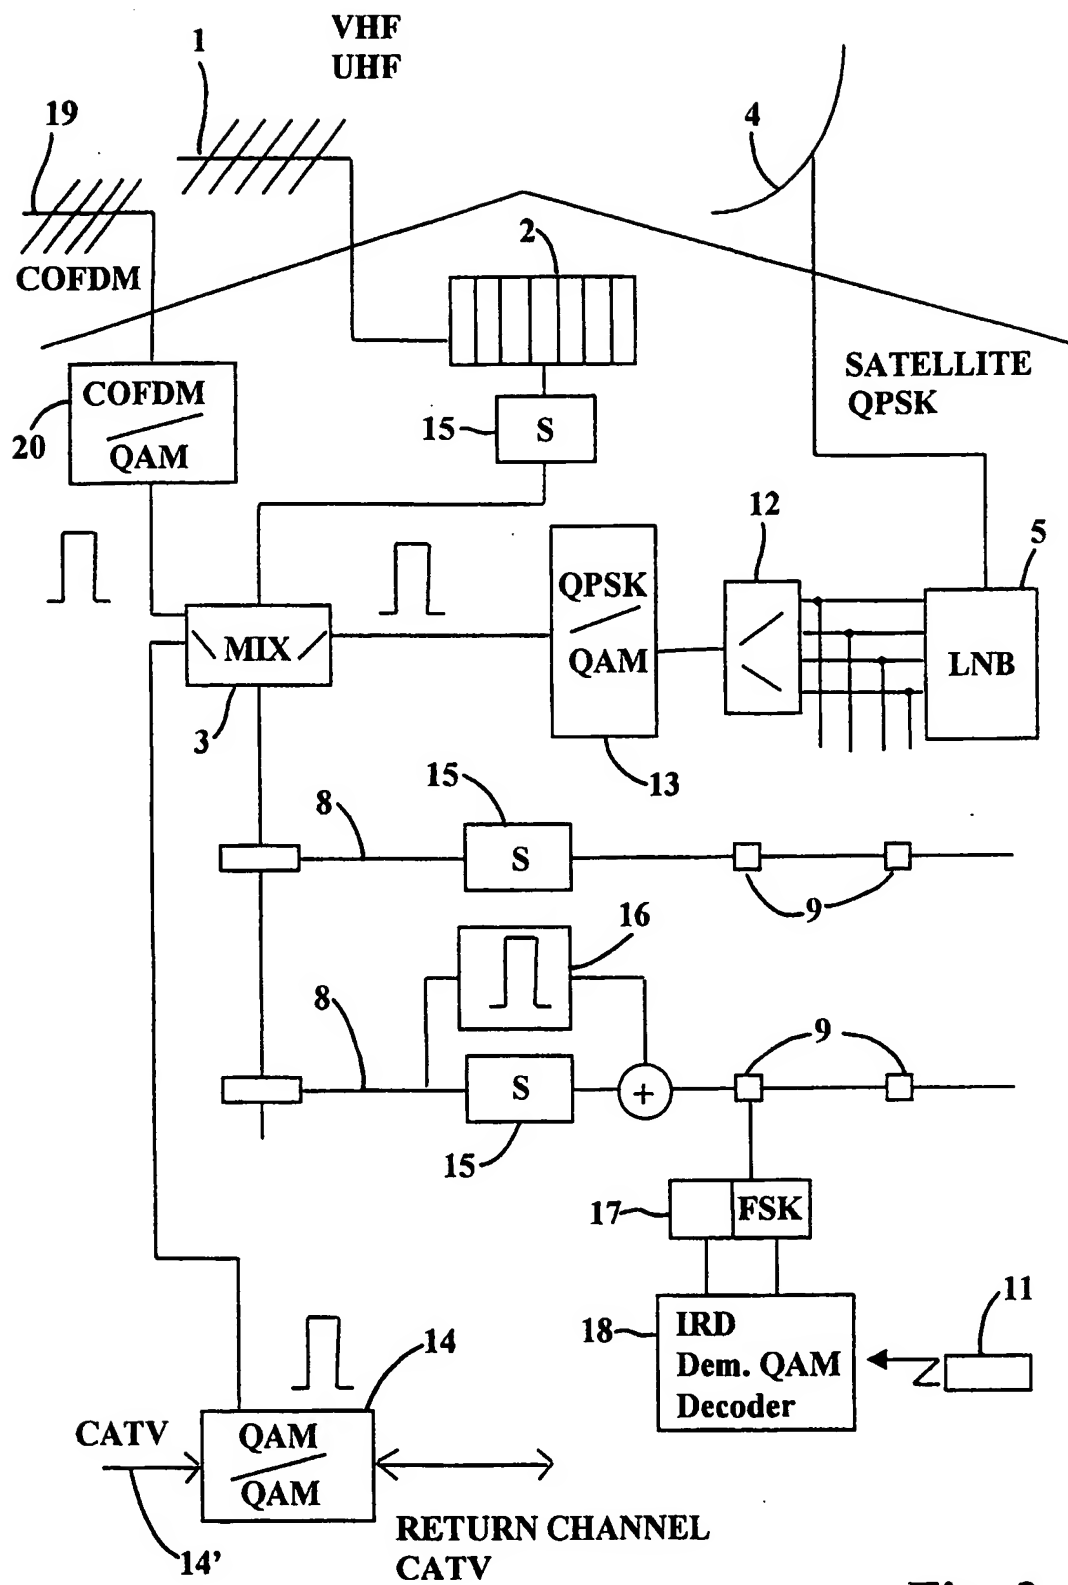 VHF
UHF
1
19
4
2
COFDM
SATELLITE
QPSK
COFDM
QAM
20
15
S
12
5
QPSK
QAM
MIX
LNB
3
13
15
8
S
9
16
8
9
S
+
15
17
FSK
11
18
IRD
Dem. QAM
Decoder
14
CATV
QAM
QAM
RETURN CHANNEL
CATV
14'